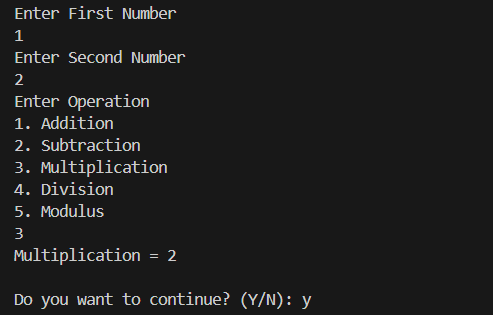 Enter First Number
1
Enter Second Number
2
Enter Operation
1. Addition
2. Subtraction
3. Multiplication
4. Division
5. Modulus
3
Multiplication = 2
Do you want to continue? (Y/N): y